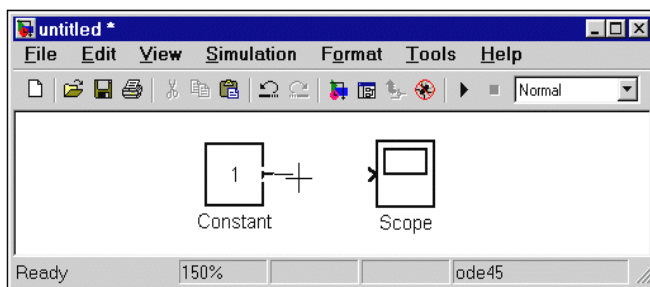 untitled *
File Edit View Simulation Format Tools Help
Normal
1
Constant Scope
Ready 150% ode45